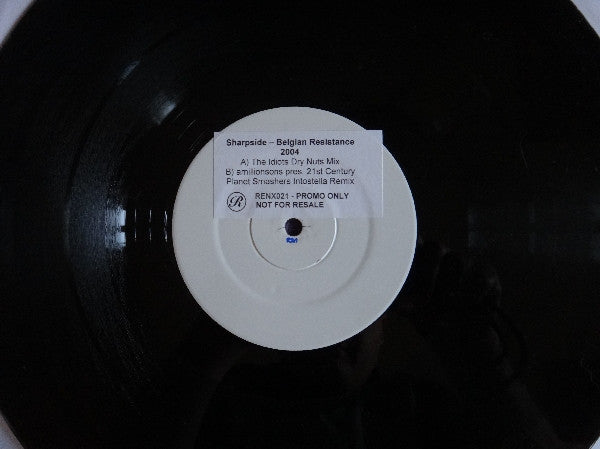 Sharpside – Belgian Resistance
2004
A) The Idiots Dry Nuts Mix
B) amillionsons pres. 21st Century
Planet Smashers Intostella Remix
R RENX021 - PROMO ONLY
NOT FOR RESALE